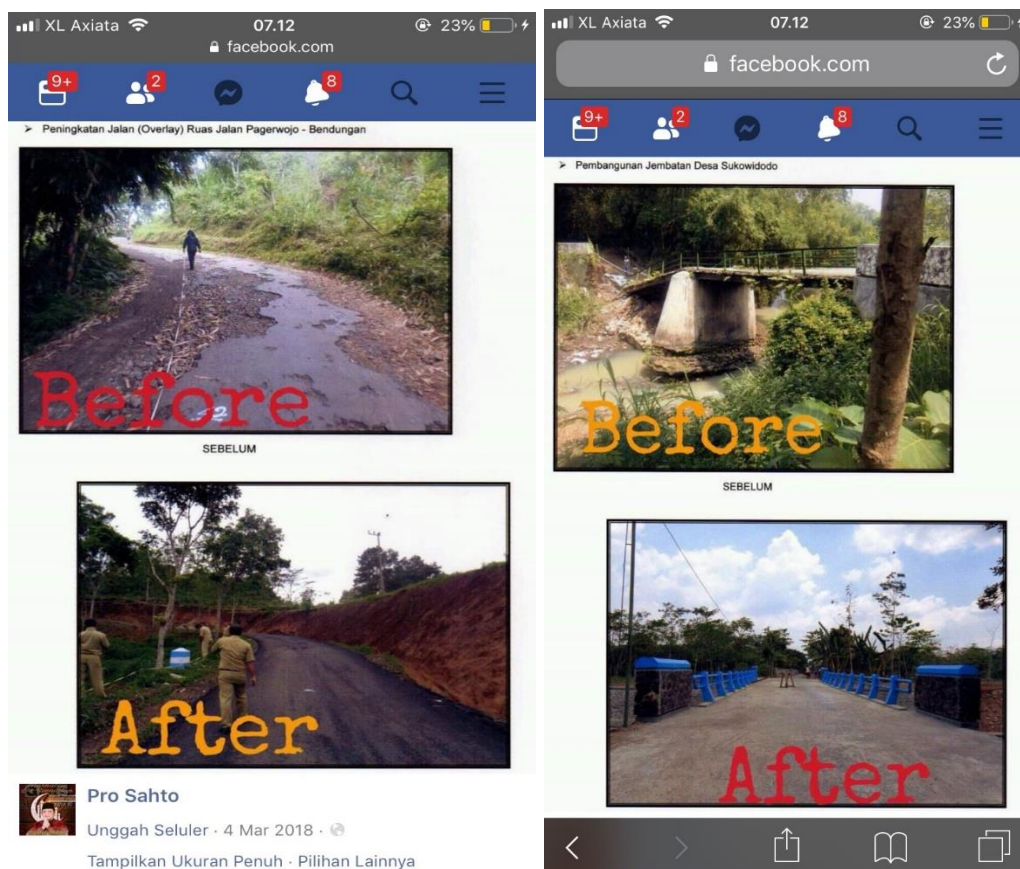 XL Axiata 07.12 23%
facebook.com
9+ 2 8
➢ Peningkatan Jalan (Overlay) Ruas Jalan Pagerwojo - Bendungan
Before
SEBELUM
After
Pro Sahto
Unggah Seluler · 4 Mar 2018 ·
Tampilkan Ukuran Penuh · Pilihan Lainnya
XL Axiata 07.12 23%
facebook.com
9+ 2 8
➢ Pembangunan Jembatan Desa Sukowidodo
Before
SEBELUM
After